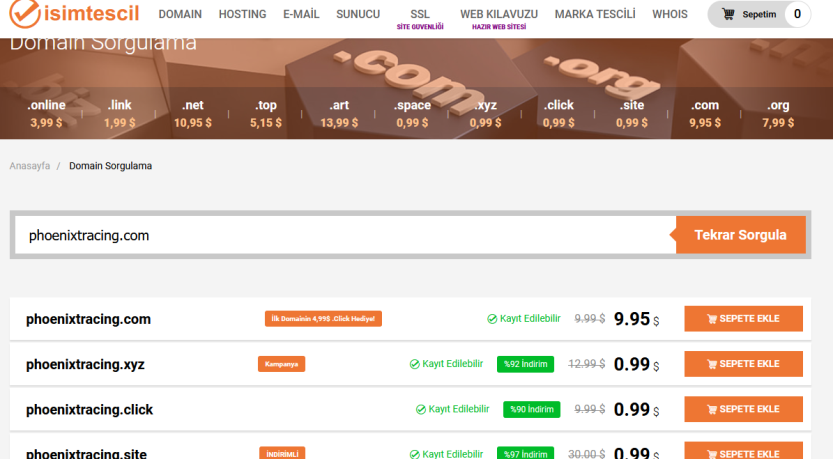 isimtescil
DOMAIN HOSTING E-MAİL SUNUCU SSL WEB KILAVUZU MARKA TESCİLİ WHOIS Sepetim 0
SİTE GÜVENLİĞİ HAZIR WEB SİTESİ
Domain Sorgulama
.com .org
.online .link .net .top .art .space .xyz .click .site .com .org
3,99 $ 1,99 $ 10,95 $ 5,15 $ 13,99 $ 0,99 $ 0,99 $ 0,99 $ 0,99 $ 9,95 $ 7,99 $
Anasayfa / Domain Sorgulama
phoenixtracing.com Tekrar Sorgula
phoenixtracing.com İlk Domainin 4,99$ .Click Hediye! Kayıt Edilebilir 9.99 $ 9.95 $ SEPETE EKLE
phoenixtracing.xyz Kampanya Kayıt Edilebilir %92 İndirim 12.99 $ 0.99 $ SEPETE EKLE
phoenixtracing.click Kayıt Edilebilir %90 İndirim 9.99 $ 0.99 $ SEPETE EKLE
phoenixtracing.site İNDİRİMLİ Kayıt Edilebilir %97 İndirim 30.00 $ 0.99 $ SEPETE EKLE